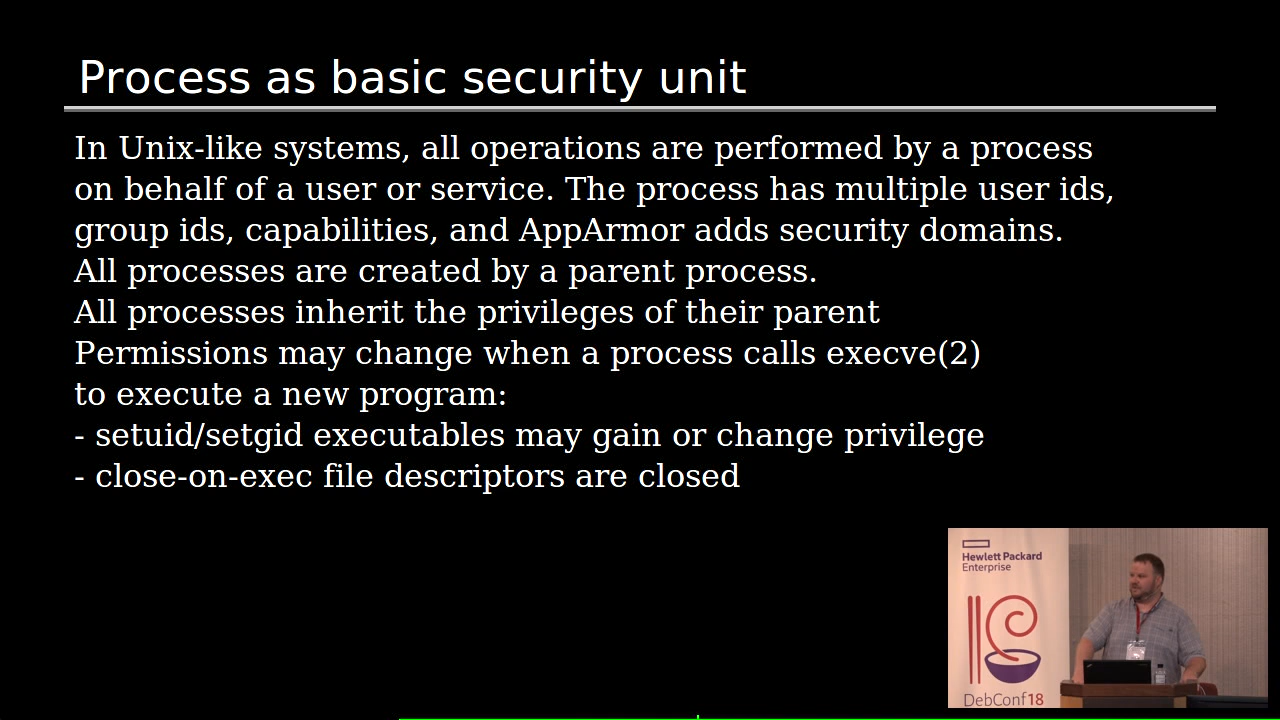 Process as basic security unit
In Unix-like systems, all operations are performed by a process
on behalf of a user or service. The process has multiple user ids,
group ids, capabilities, and AppArmor adds security domains.
All processes are created by a parent process.
All processes inherit the privileges of their parent
Permissions may change when a process calls execve(2)
to execute a new program:
- setuid/setgid executables may gain or change privilege
- close-on-exec file descriptors are closed
Hewlett Packard
Enterprise
DebConf18